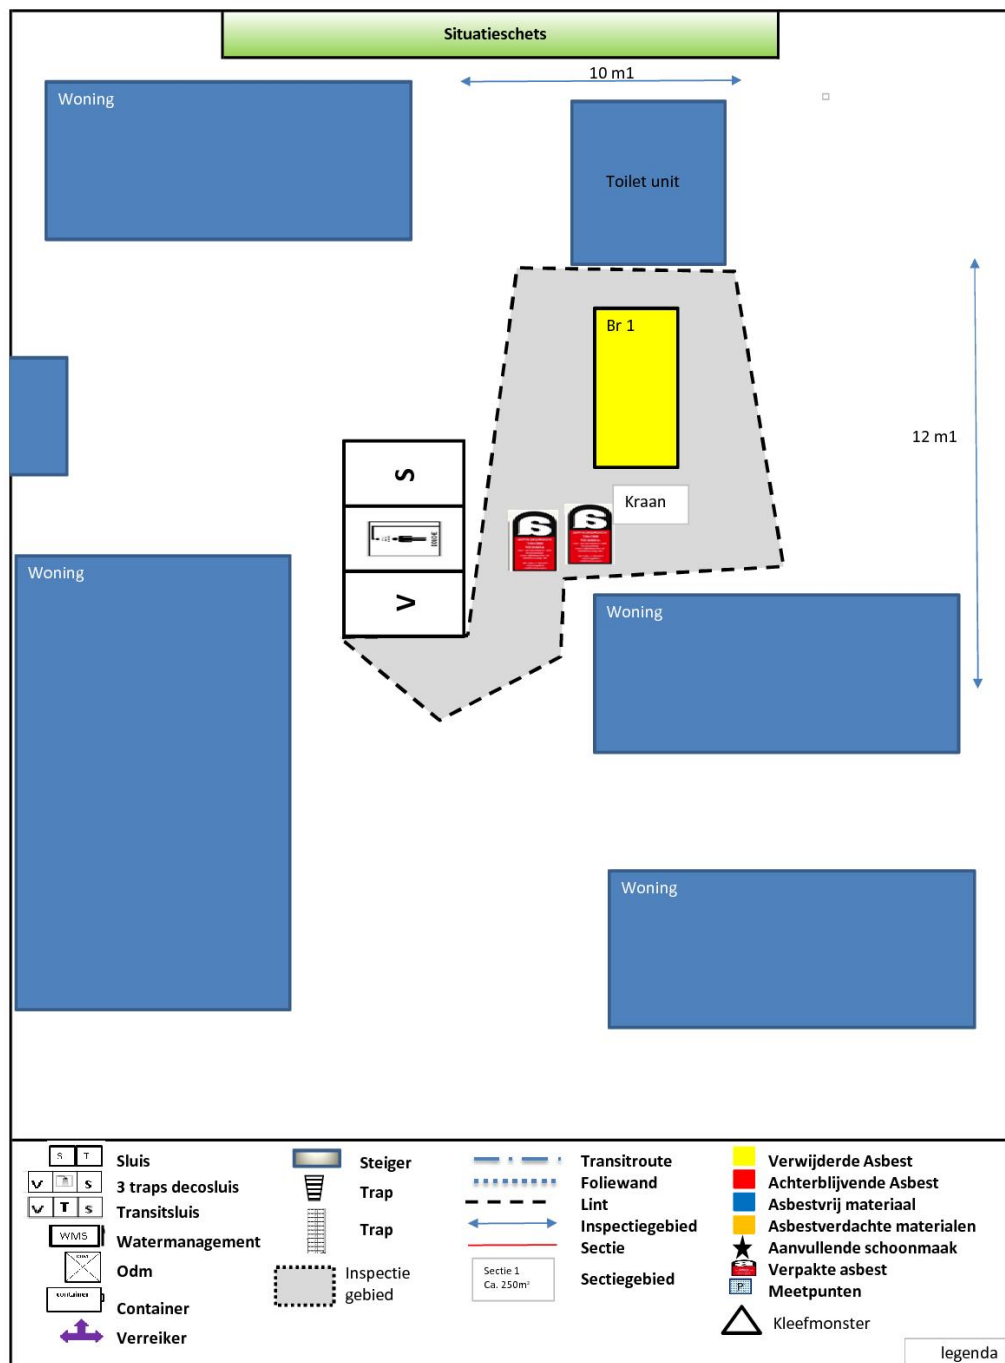 Situatieschets
10 m1
Woning
Toilet unit
Br 1
12 m1
S
Kraan
V
Woning
Woning
Woning
S T Sluis
V S 3 traps decosluis
V T S Transitsluis
WMS Watermanagement
Odm
container Container
Verreiker
Steiger
Trap
Trap
Inspectie
gebied
Transitroute
Foliewand
Lint
Inspectiegebied
Sectie
Sectie 1
Ca. 250m²
Sectiegebied
Verwijderde Asbest
Achterblijvende Asbest
Asbestvrij materiaal
Asbestverdachte materialen
Aanvullende schoonmaak
Verpakte asbest
P Meetpunten
Kleefmonster
legenda